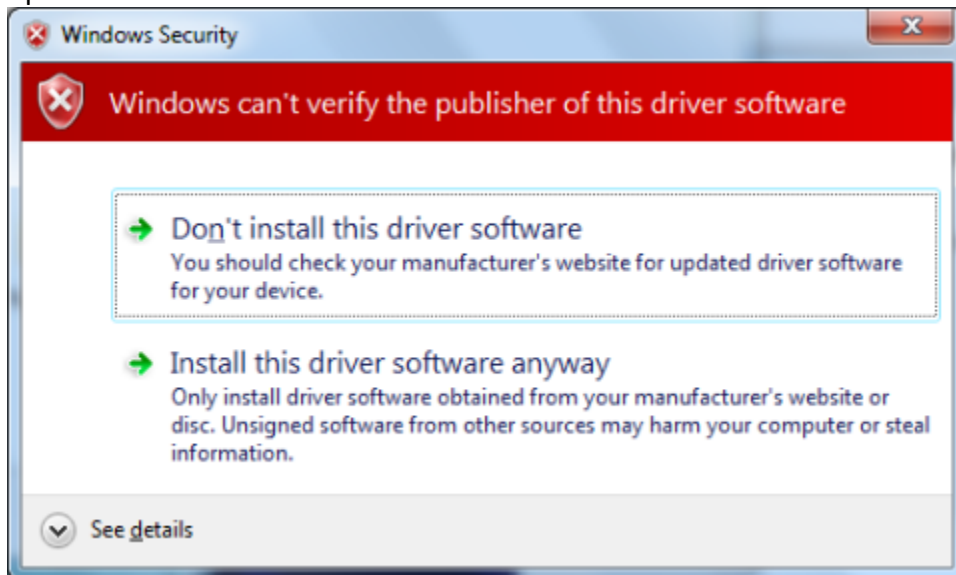 Windows Security
Windows can't verify the publisher of this driver software
Don't install this driver software
You should check your manufacturer's website for updated driver software
for your device.
Install this driver software anyway
Only install driver software obtained from your manufacturer's website or
disc. Unsigned software from other sources may harm your computer or steal
information.
See details